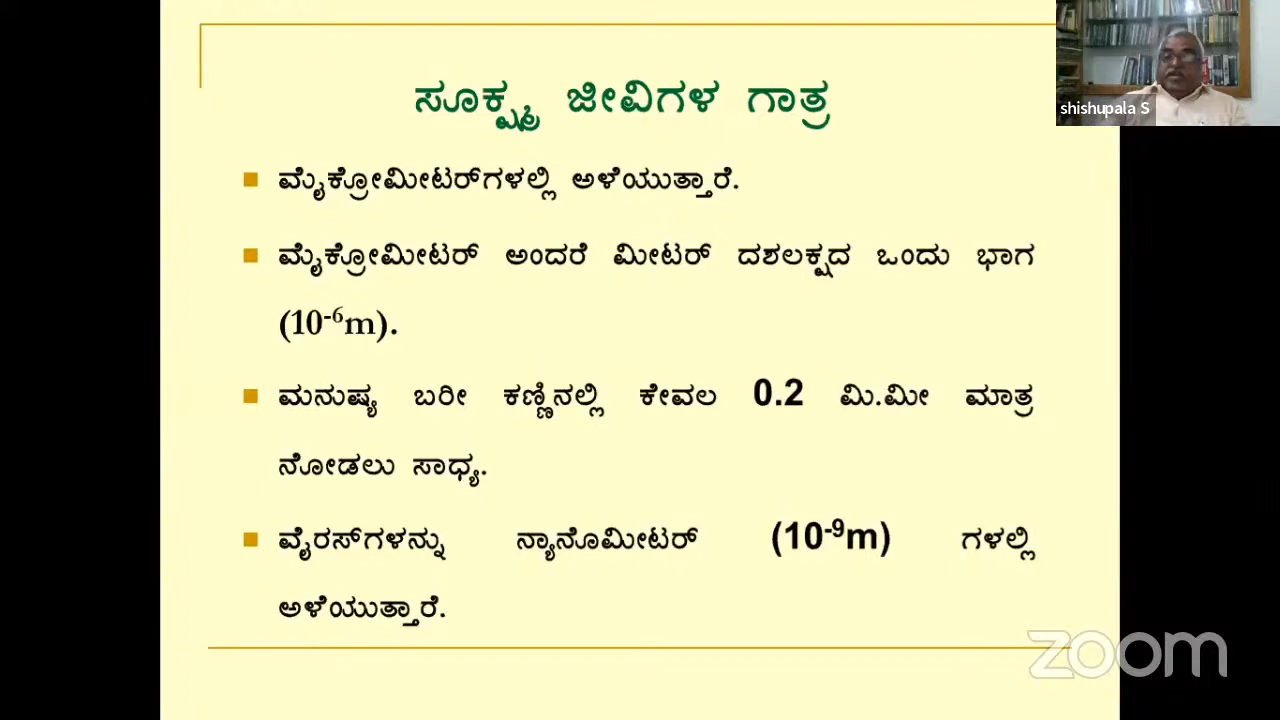 ಸೂಕ್ಷ್ಮ ಜೀವಿಗಳ ಗಾತ್ರ
shishupala S
ಮೈಕ್ರೋಮೀಟರ್‌ಗಳಲ್ಲಿ ಅಳೆಯುತ್ತಾರೆ.
ಮೈಕ್ರೋಮೀಟರ್ ಅಂದರೆ ಮೀಟರ್ ದಶಲಕ್ಷದ ಒಂದು ಭಾಗ
(10⁻⁶m).
ಮನುಷ್ಯ ಬರೀ ಕಣ್ಣಿನಲ್ಲಿ ಕೇವಲ 0.2 ಮಿ.ಮೀ ಮಾತ್ರ
ನೋಡಲು ಸಾಧ್ಯ.
ವೈರಸ್‌ಗಳನ್ನು ನ್ಯಾನೊಮೀಟರ್ (10⁻⁹m) ಗಳಲ್ಲಿ
ಅಳೆಯುತ್ತಾರೆ.
zoom